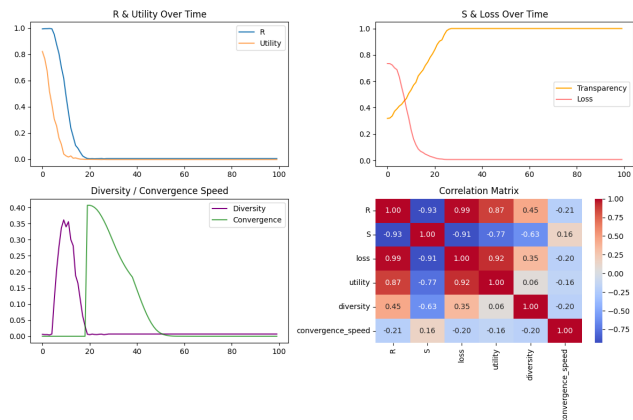 R & Utility Over Time
1.0
0.8
0.6
0.4
0.2
0.0
0
20
40
60
80
100
R
Utility
S & Loss Over Time
1.0
0.8
0.6
0.4
0.2
0.0
0
20
40
60
80
100
Transparency
Loss
Diversity / Convergence Speed
0.40
0.35
0.30
0.25
0.20
0.15
0.10
0.05
0.00
0
20
40
60
80
100
Diversity
Convergence
Correlation Matrix
R 1.00 -0.93 0.99 0.87 0.45 -0.21
S -0.93 1.00 -0.91 -0.77 -0.63 0.16
loss 0.99 -0.91 1.00 0.92 0.35 -0.20
utility 0.87 -0.77 0.92 1.00 0.06 -0.16
diversity 0.45 -0.63 0.35 0.06 1.00 -0.20
convergence_speed -0.21 0.16 -0.20 -0.16 -0.20 1.00
R
S
loss
utility
diversity
convergence_speed
1.00
0.75
0.50
0.25
0.00
-0.25
-0.50
-0.75